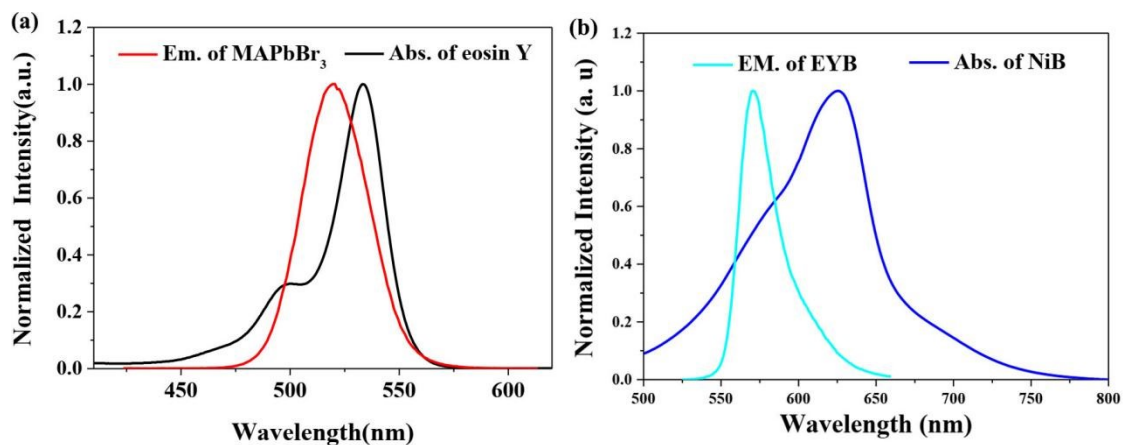 (a)
Em. of MAPbBr3 Abs. of eosin Y
Normalized Intensity(a.u.)
1.2
1.0
0.8
0.6
0.4
0.2
0.0
450 500 550 600
Wavelength(nm)
(b)
EM. of EYB Abs. of NiB
Normalized Intensity (a. u)
1.2
1.0
0.8
0.6
0.4
0.2
0.0
500 550 600 650 700 750 800
Wavelength (nm)